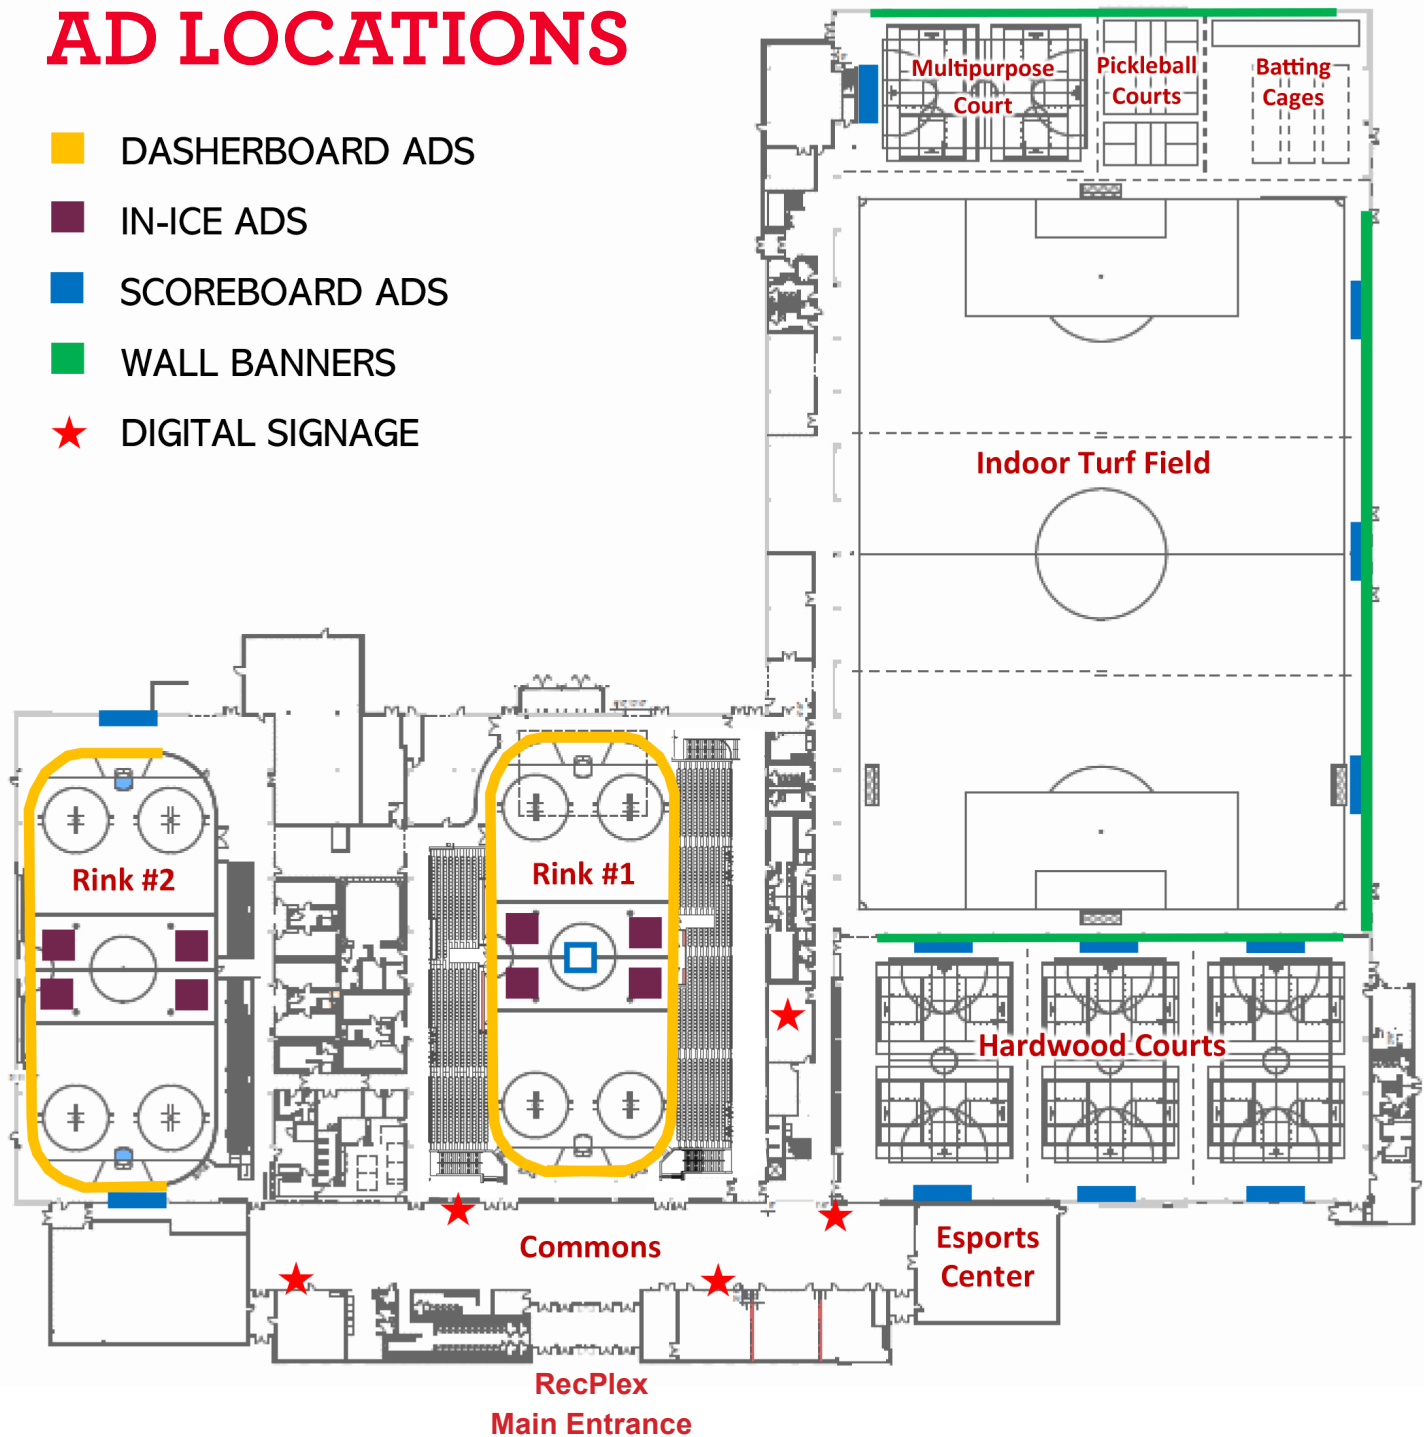 AD LOCATIONS
DASHERBOARD ADS
IN-ICE ADS
SCOREBOARD ADS
WALL BANNERS
DIGITAL SIGNAGE
Multipurpose
Court
Pickleball
Courts
Batting
Cages
Indoor Turf Field
Rink #2
Rink #1
Hardwood Courts
Commons
Esports
Center
RecPlex
Main Entrance